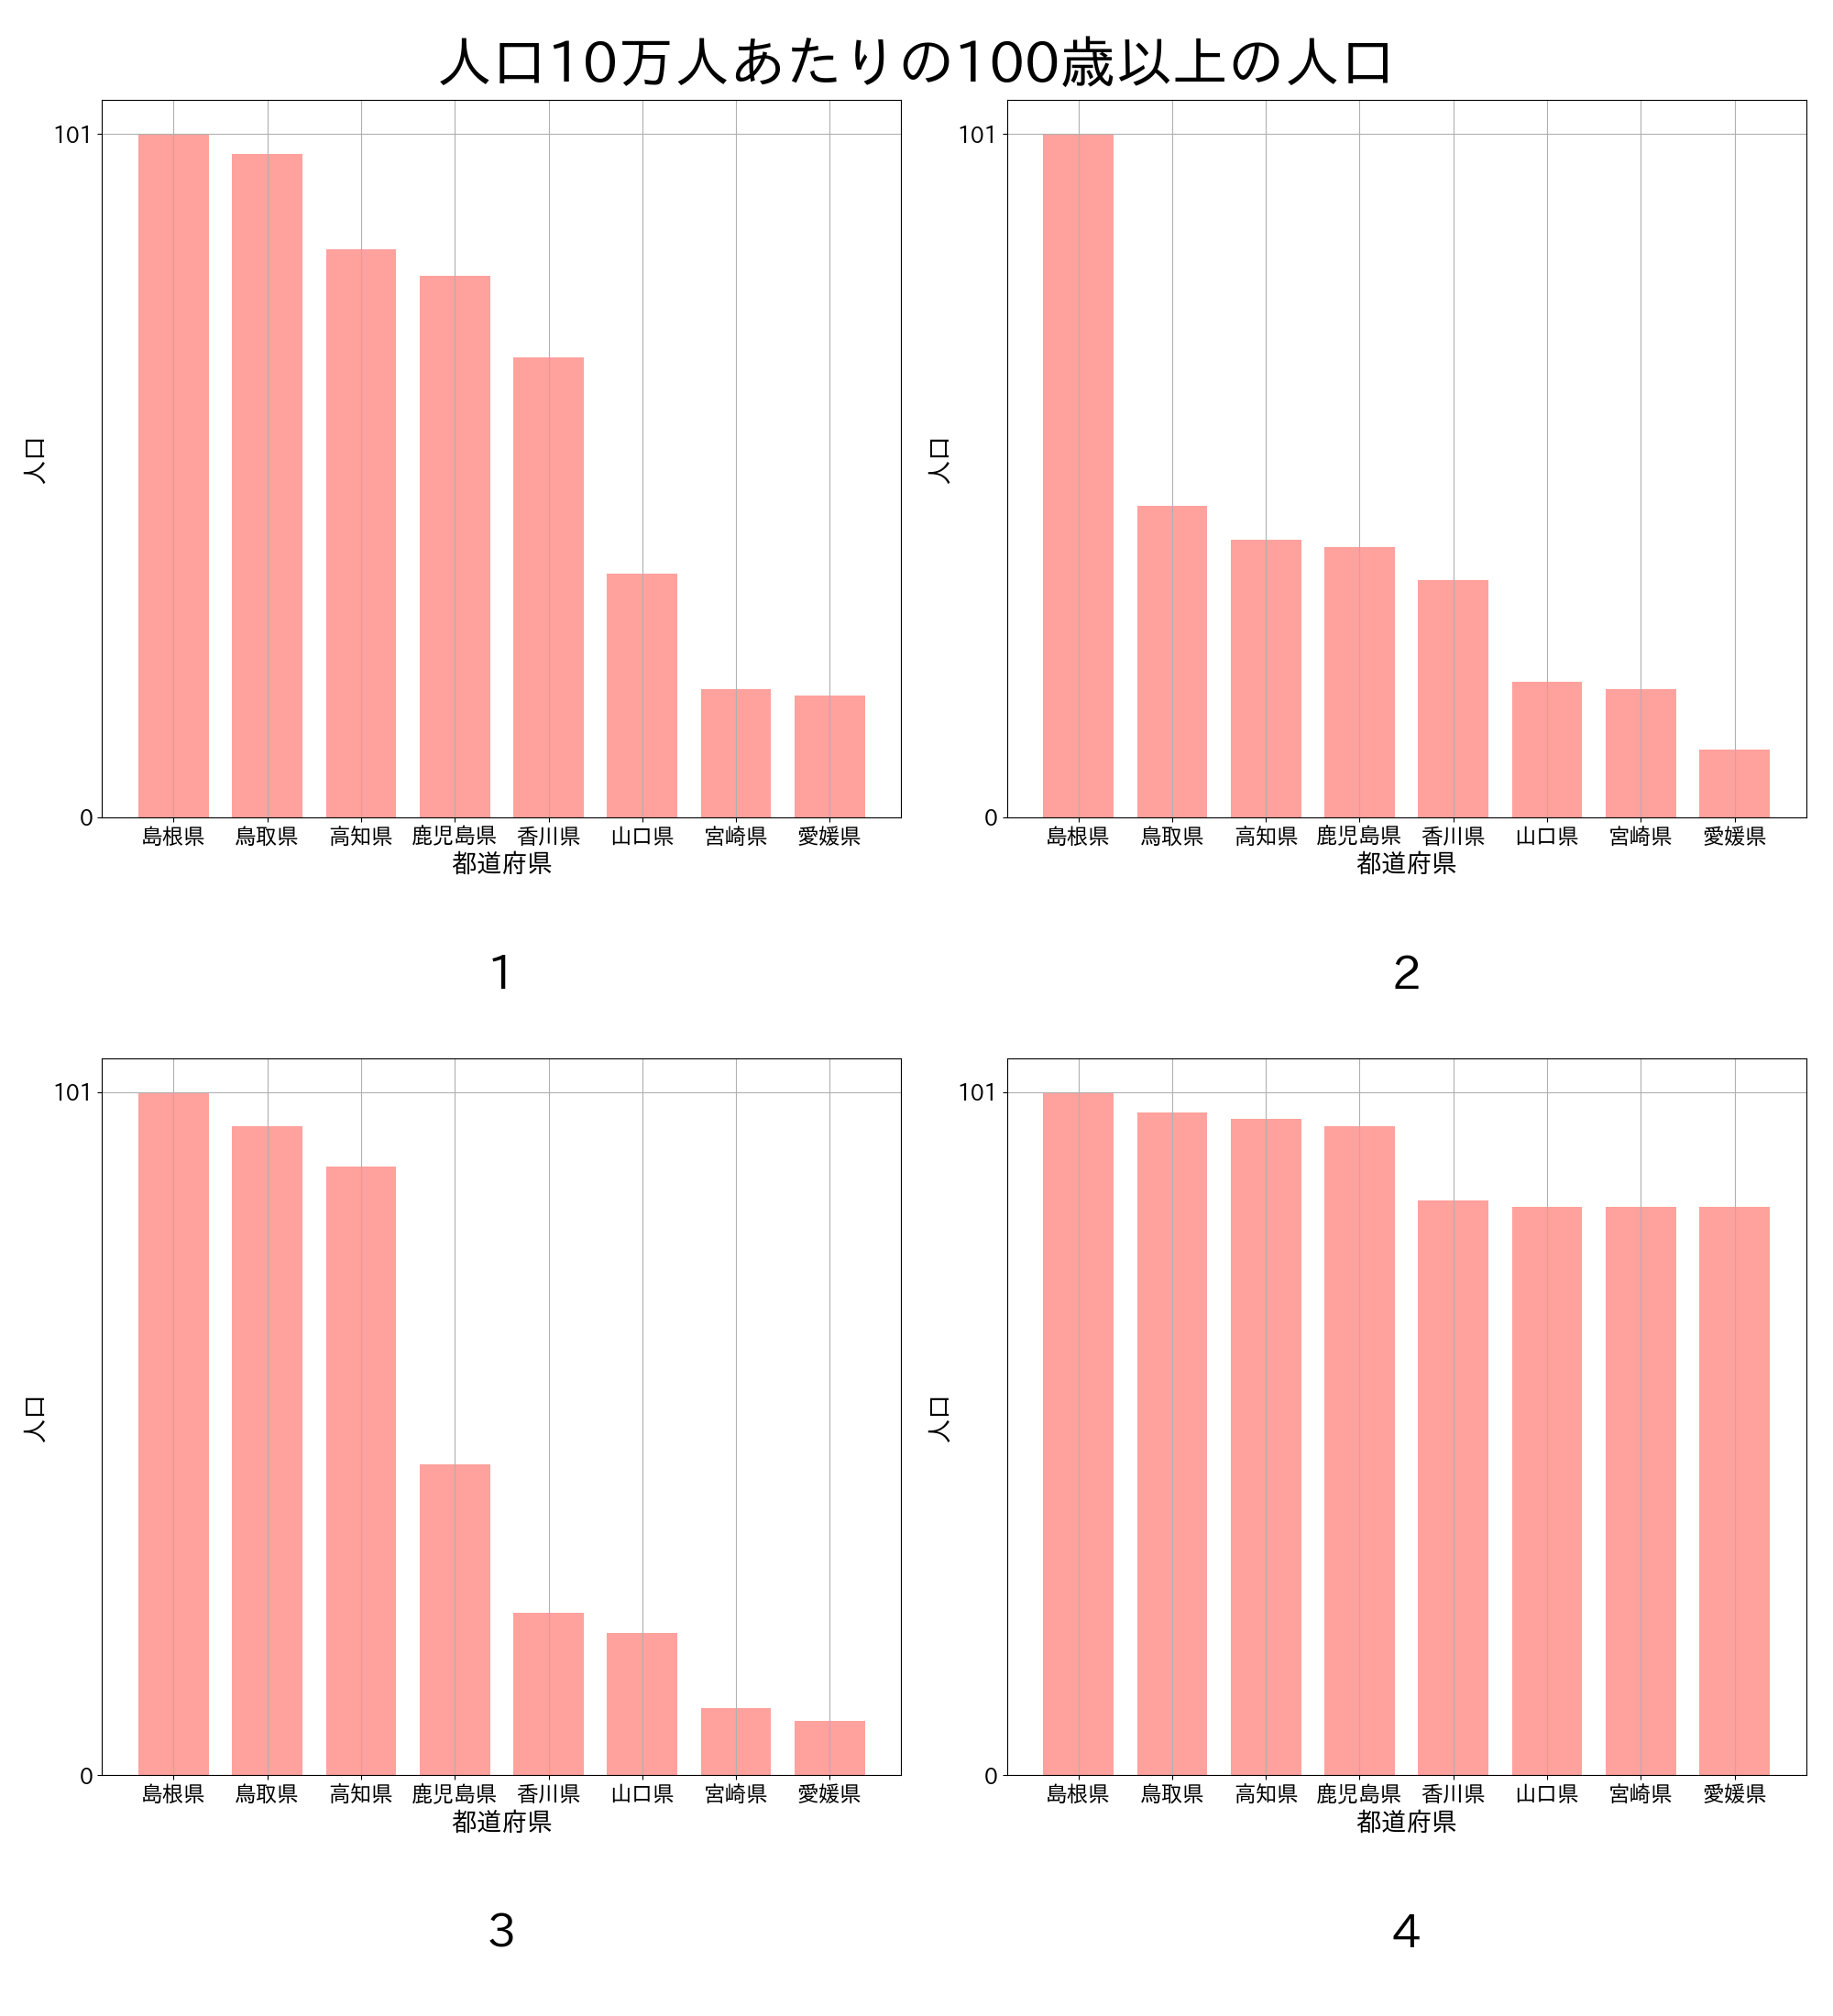 人口10万人あたりの100歳以上の人口
101
0
人口
島根県 鳥取県 高知県 鹿児島県 香川県 山口県 宮崎県 愛媛県
都道府県
1
101
0
人口
島根県 鳥取県 高知県 鹿児島県 香川県 山口県 宮崎県 愛媛県
都道府県
2
101
0
人口
島根県 鳥取県 高知県 鹿児島県 香川県 山口県 宮崎県 愛媛県
都道府県
3
101
0
人口
島根県 鳥取県 高知県 鹿児島県 香川県 山口県 宮崎県 愛媛県
都道府県
4